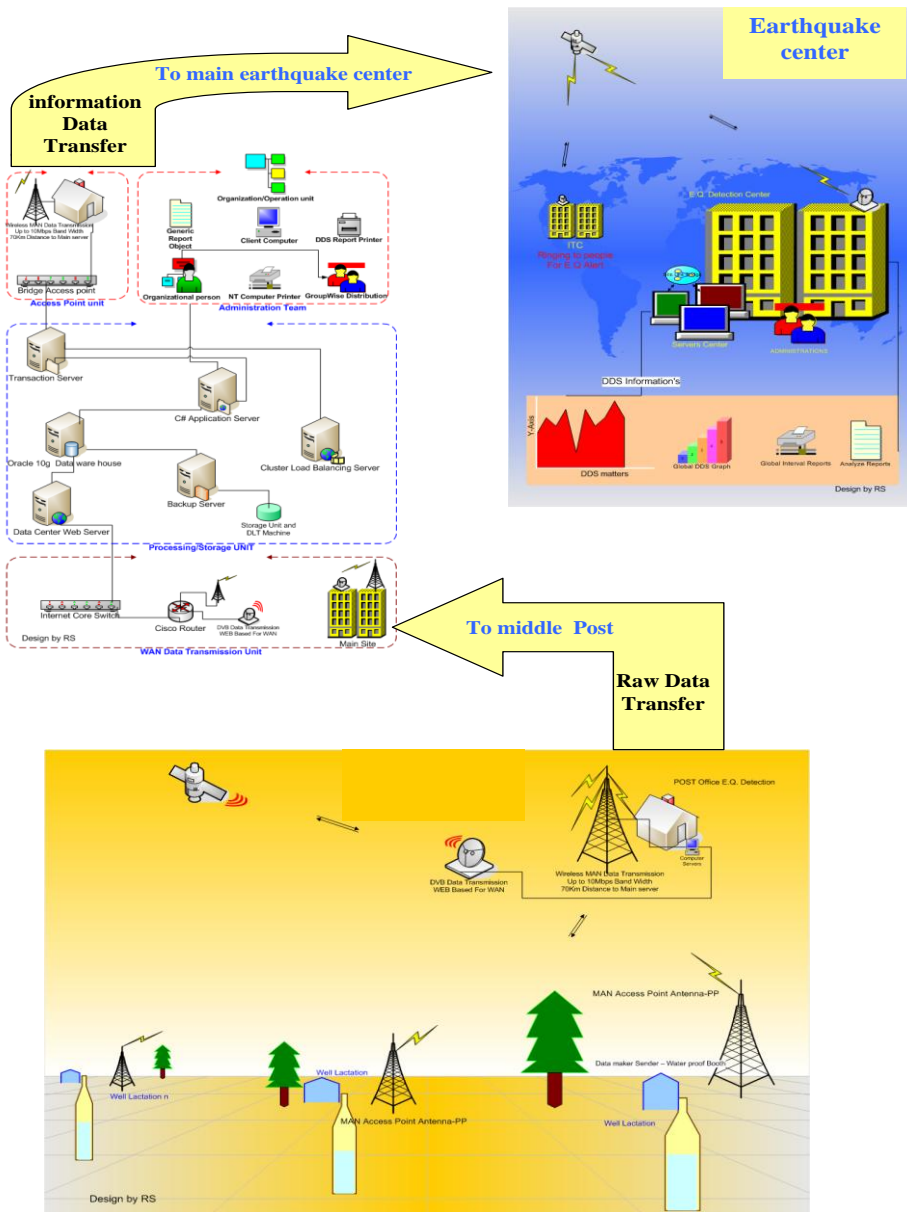 Earthquake
center
To main earthquake center
information
Data
Transfer
Organization/Operation unit
Wireless MAN Data Transmission
Up to 10Mbps Band Width
70Km Distance to Main server
Generic
Report
Object
Client Computer
DDS Report Printer
Bridge Access point
Organizational person
NT Computer Printer
GroupWise Distribution
Access Point unit
Administration Team
Transaction Server
C# Application Server
Oracle 10g Data ware house
Cluster Load Balancing Server
Backup Server
Data Center Web Server
Storage Unit and
DLT Machine
Processing/Storage UNIT
Internet Core Switch
Cisco Router
DVB Data Transmission
WEB Based For WAN
Main Site
Design by RS
WAN Data Transmission Unit
E.Q. Detection Center
ITC
Ringing to people
For E.Q Alert
Servers Center
ADMINISTRATIONS
DDS Information's
Y-Axis
DDS matters
Global DDS Graph
Global Interval Reports
Analyze Reports
Design by RS
To middle Post
Raw Data
Transfer
POST Office E.Q. Detection
Computer
Servers
DVB Data Transmission
WEB Based For WAN
Wireless MAN Data Transmission
Up to 10Mbps Band Width
70Km Distance to Main server
MAN Access Point Antenna-PP
Data maker Sender – Water proof Booth
Well Lactation
Well Lactation n
MAN Access Point Antenna-PP
Well Lactation
Design by RS